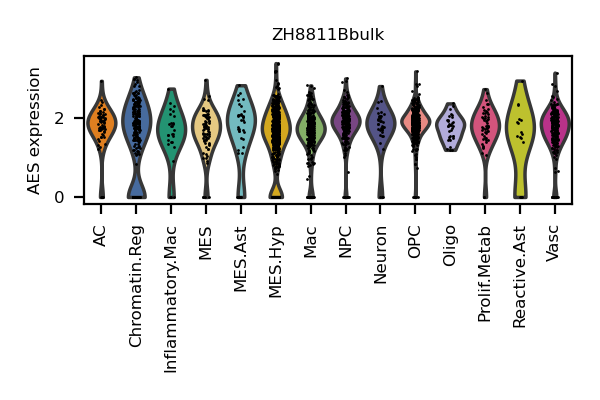 ZH8811Bbulk
AES expression
2
0
AC
Chromatin.Reg
Inflammatory.Mac
MES
MES.Ast
MES.Hyp
Mac
NPC
Neuron
OPC
Oligo
Prolif.Metab
Reactive.Ast
Vasc